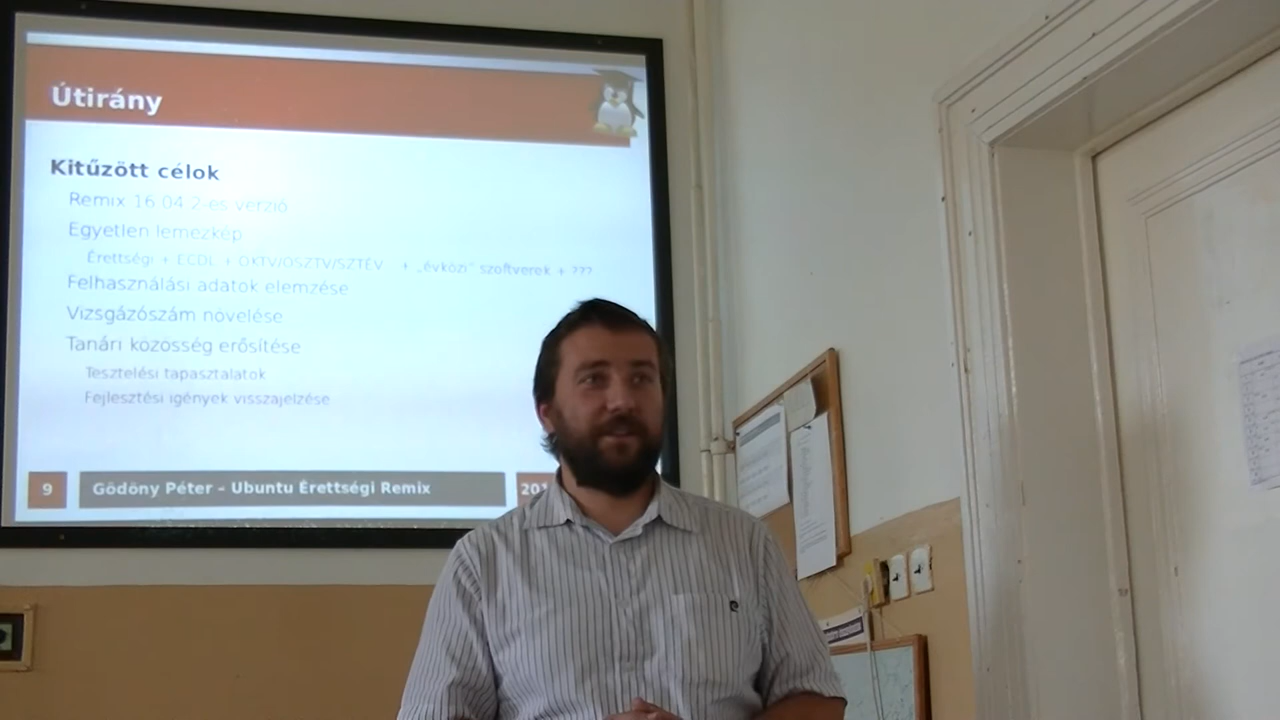 Útirány
Kitűzött célok
Remix 16.04.2-es verzió
Egyetlen lemezkép
Érettségi + ECDL + OKTV/OSZTV/SZTÉV + „évközi” szoftverek + ???
Felhasználási adatok elemzése
Vizsgázószám növelése
Tanári közösség erősítése
Tesztelési tapasztalatok
Fejlesztési igények visszajelzése
9
Gödöny Péter – Ubuntu Érettségi Remix